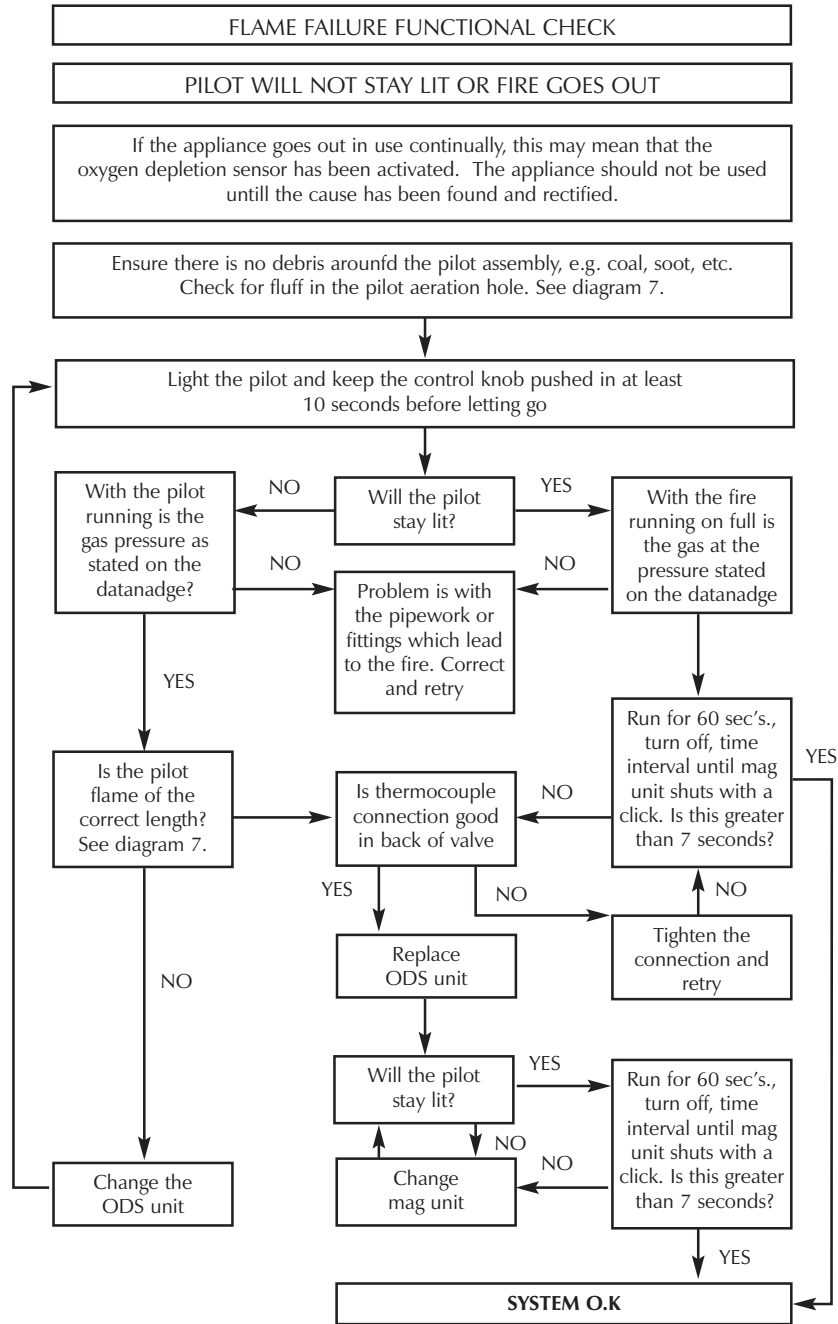 FLAME FAILURE FUNCTIONAL CHECK
PILOT WILL NOT STAY LIT OR FIRE GOES OUT
If the appliance goes out in use continually, this may mean that the
oxygen depletion sensor has been activated.  The appliance should not be used
untill the cause has been found and rectified.
Ensure there is no debris arounfd the pilot assembly, e.g. coal, soot, etc.
Check for fluff in the pilot aeration hole. See diagram 7.
Light the pilot and keep the control knob pushed in at least
10 seconds before letting go
With the pilot
running is the
gas pressure as
stated on the
datanadge?
NO
Will the pilot
stay lit?
YES
With the fire
running on full is
the gas at the
pressure stated
on the datanadge
NO
Problem is with
the pipework or
fittings which lead
to the fire. Correct
and retry
NO
YES
Run for 60 sec's.,
turn off, time
interval until mag
unit shuts with a
click. Is this greater
than 7 seconds?
YES
Is the pilot
flame of the
correct length?
See diagram 7.
Is thermocouple
connection good
in back of valve
NO
YES
NO
NO
Tighten the
connection and
retry
Replace
ODS unit
NO
Will the pilot
stay lit?
YES
Run for 60 sec's.,
turn off, time
interval until mag
unit shuts with a
click. Is this greater
than 7 seconds?
NO
Change
mag unit
NO
Change the
ODS unit
YES
SYSTEM O.K